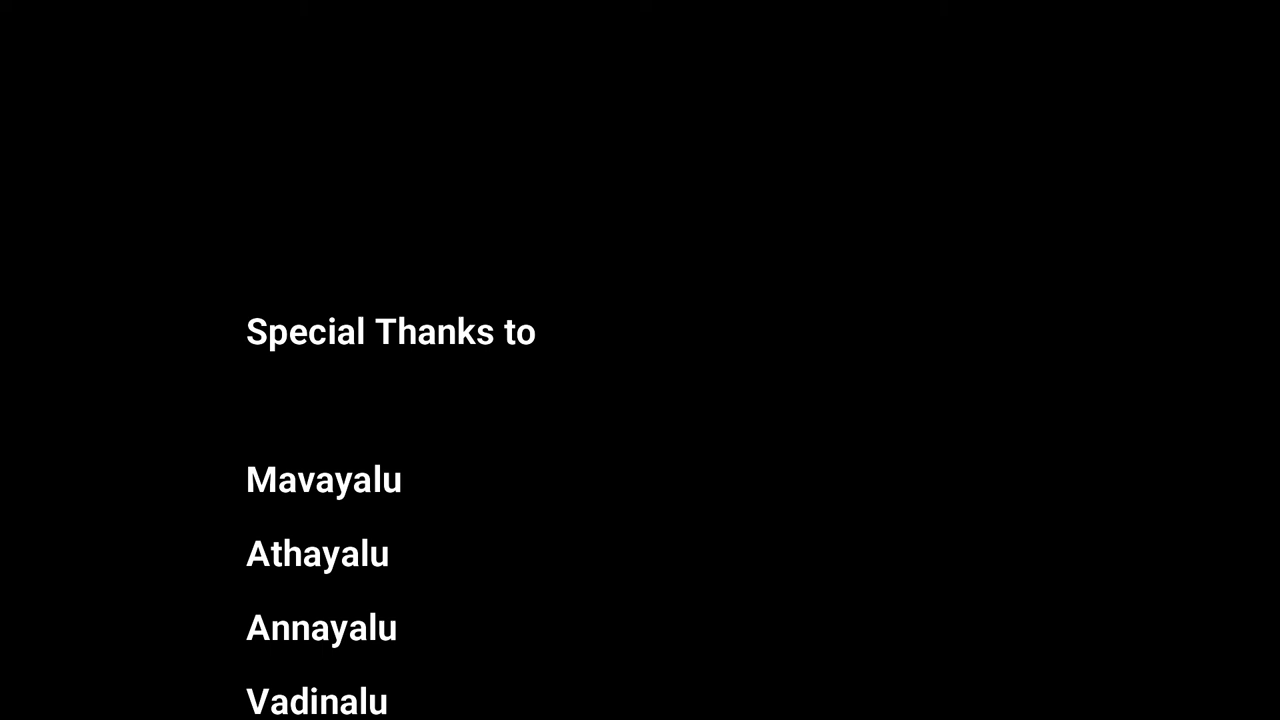 Special Thanks to
Mavayalu
Athayalu
Annayalu
Vadinalu